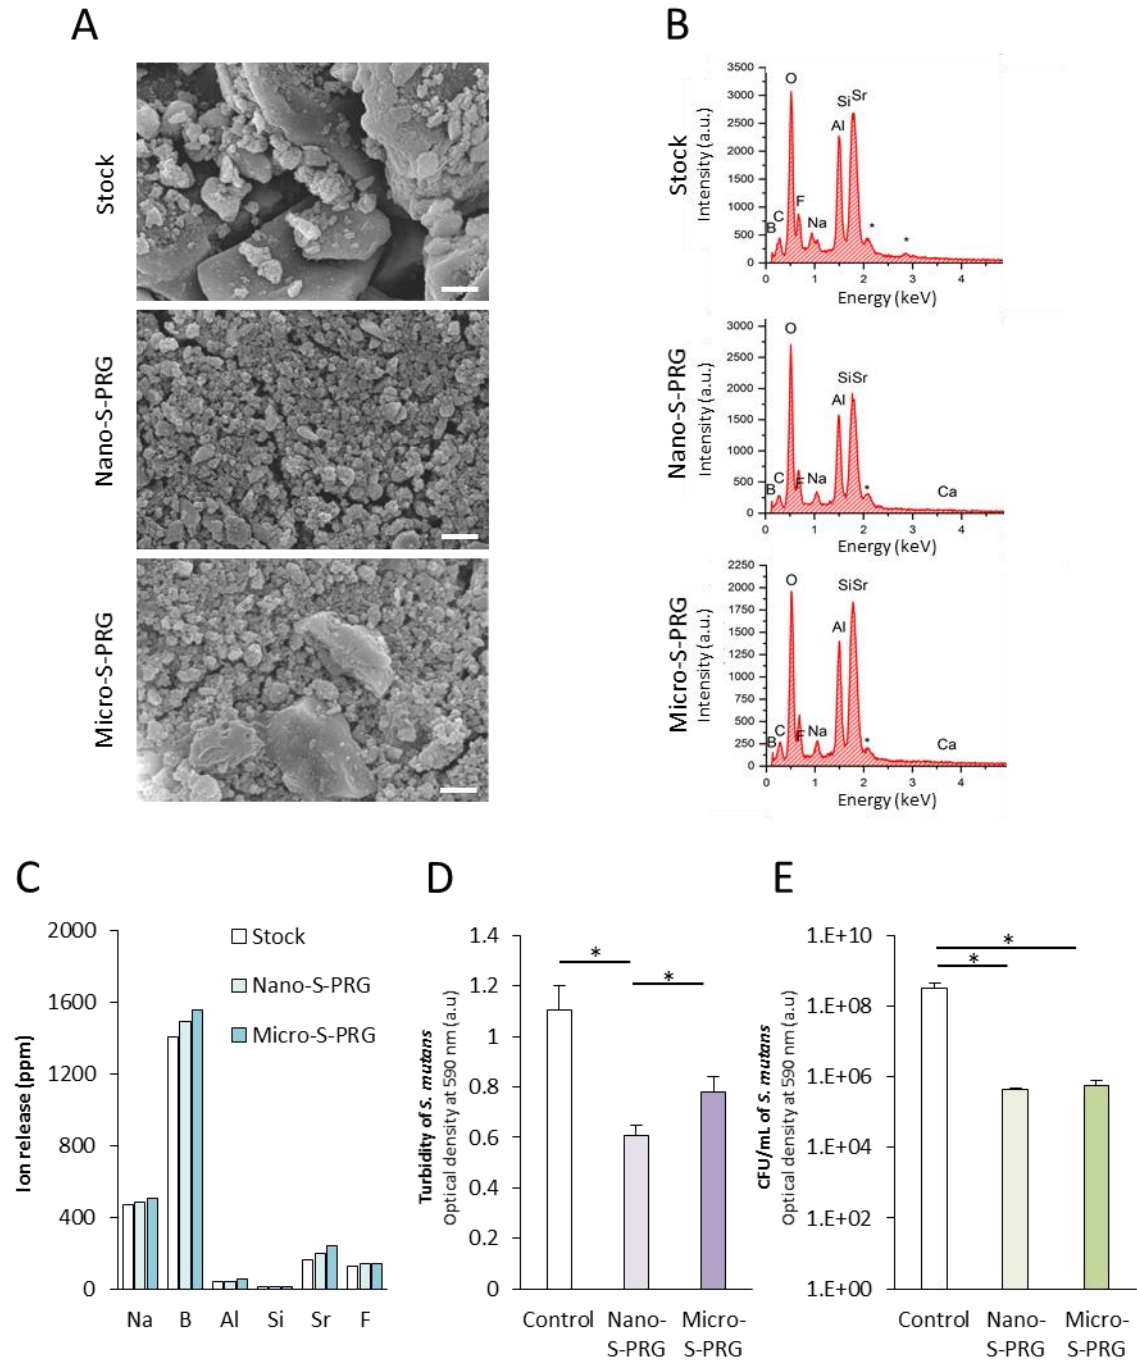 A
B
Stock
Nano-S-PRG
Micro-S-PRG
Stock
Intensity (a.u.)
3500
3000
2500
2000
1500
1000
500
0
B
C
O
F
Na
Al
Si
Sr
*
*
0 1 2 3 4
Energy (keV)
Nano-S-PRG
Intensity (a.u.)
3000
2500
2000
1500
1000
500
0
B
C
O
F
Na
Al
SiSr
*
Ca
0 1 2 3 4
Energy (keV)
Micro-S-PRG
Intensity (a.u.)
2250
2000
1750
1500
1250
1000
750
500
250
0
B
C
O
F
Na
Al
SiSr
*
Ca
0 1 2 3 4
Energy (keV)
C
Ion release (ppm)
2000
1600
1200
800
400
0
Stock
Nano-S-PRG
Micro-S-PRG
Na B Al Si Sr F
D
Turbidity of S. mutans
Optical density at 590 nm (a.u)
1.4
1.2
1
0.8
0.6
0.4
0.2
0
*
*
Control Nano- Micro-
S-PRG S-PRG
E
CFU/mL of S. mutans
Optical density at 590 nm (a.u)
1.E+10
1.E+08
1.E+06
1.E+04
1.E+02
1.E+00
*
*
Control Nano- Micro-
S-PRG S-PRG